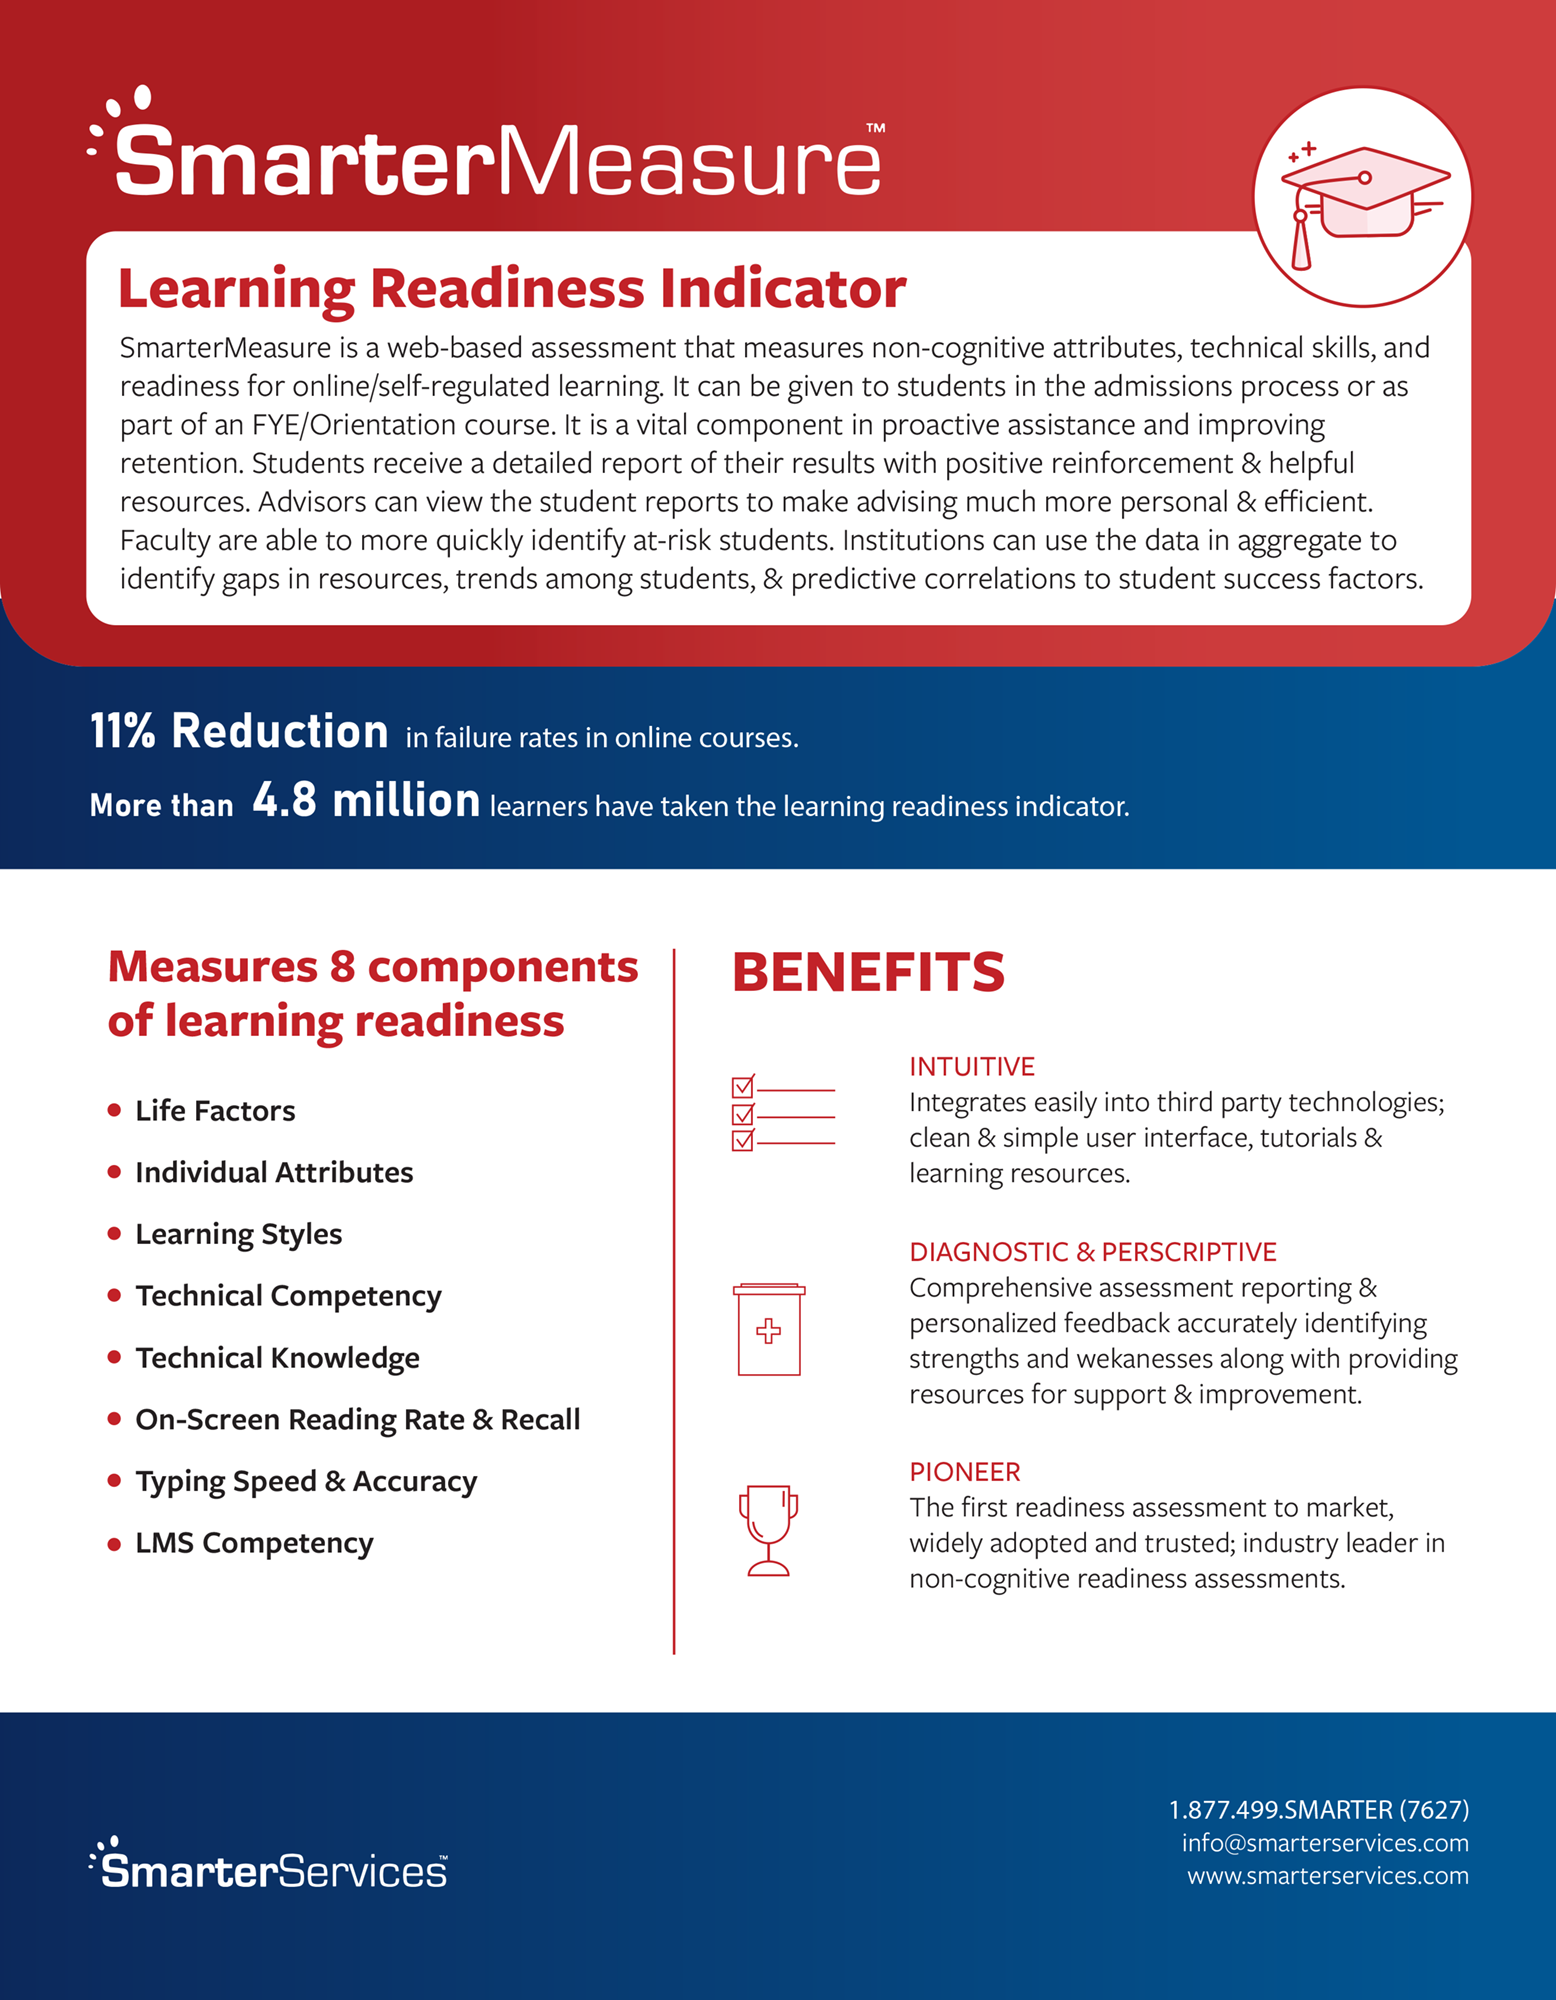 SmarterMeasure™
Learning Readiness Indicator
SmarterMeasure is a web-based assessment that measures non-cognitive attributes, technical skills, and
readiness for online/self-regulated learning. It can be given to students in the admissions process or as
part of an FYE/Orientation course. It is a vital component in proactive assistance and improving
retention. Students receive a detailed report of their results with positive reinforcement & helpful
resources. Advisors can view the student reports to make advising much more personal & efficient.
Faculty are able to more quickly identify at-risk students. Institutions can use the data in aggregate to
identify gaps in resources, trends among students, & predictive correlations to student success factors.
11% Reduction in failure rates in online courses.
More than 4.8 million learners have taken the learning readiness indicator.
Measures 8 components
of learning readiness
• Life Factors
• Individual Attributes
• Learning Styles
• Technical Competency
• Technical Knowledge
• On-Screen Reading Rate & Recall
• Typing Speed & Accuracy
• LMS Competency
BENEFITS
INTUITIVE
Integrates easily into third party technologies;
clean & simple user interface, tutorials &
learning resources.
DIAGNOSTIC & PERSCRIPTIVE
Comprehensive assessment reporting &
personalized feedback accurately identifying
strengths and wekanesses along with providing
resources for support & improvement.
PIONEER
The first readiness assessment to market,
widely adopted and trusted; industry leader in
non-cognitive readiness assessments.
SmarterServices™
1.877.499.SMARTER (7627)
info@smarterservices.com
www.smarterservices.com